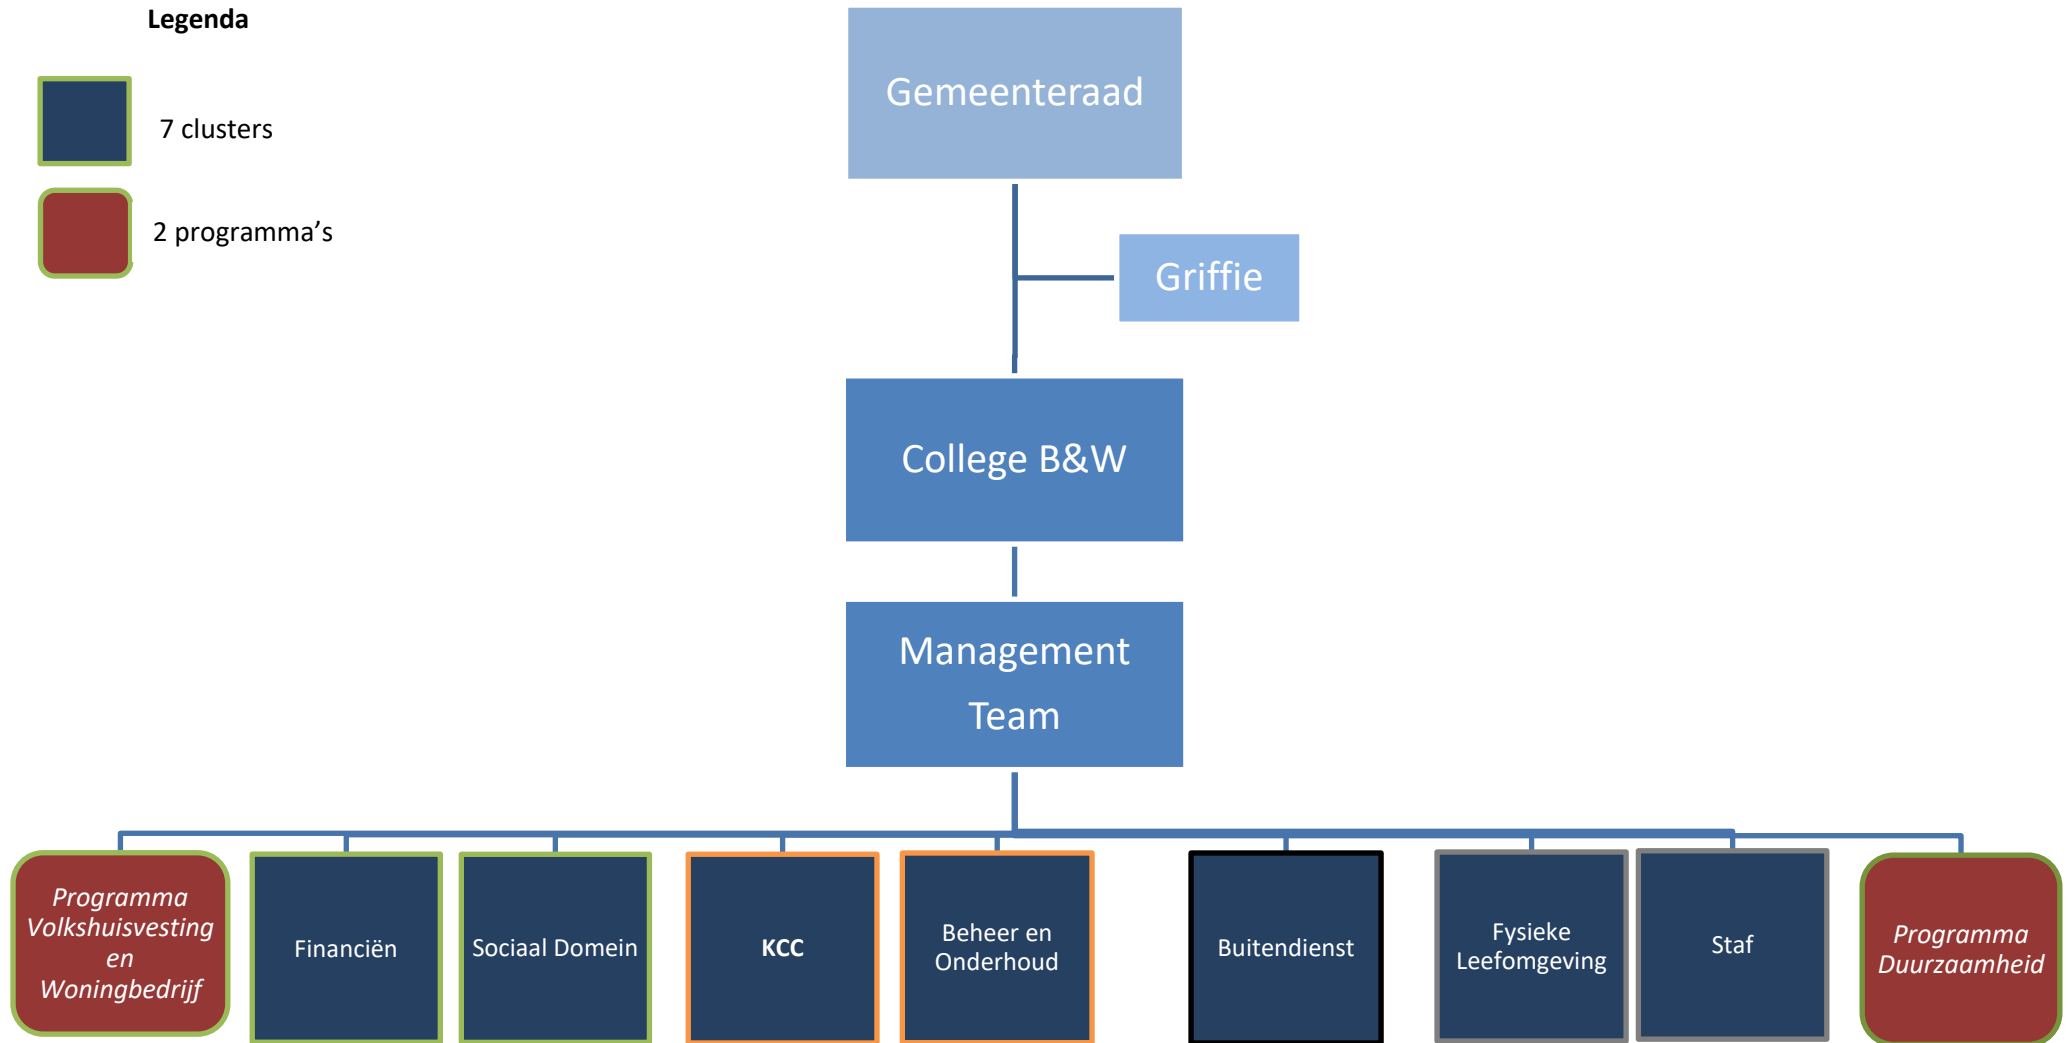 Legenda
7 clusters
2 programma's
Gemeenteraad
Griffie
College B&W
Management
Team
Programma
Volkshuisvesting
en
Woningbedrijf
Financiën
Sociaal Domein
KCC
Beheer en
Onderhoud
Buitendienst
Fysieke
Leefomgeving
Staf
Programma
Duurzaamheid